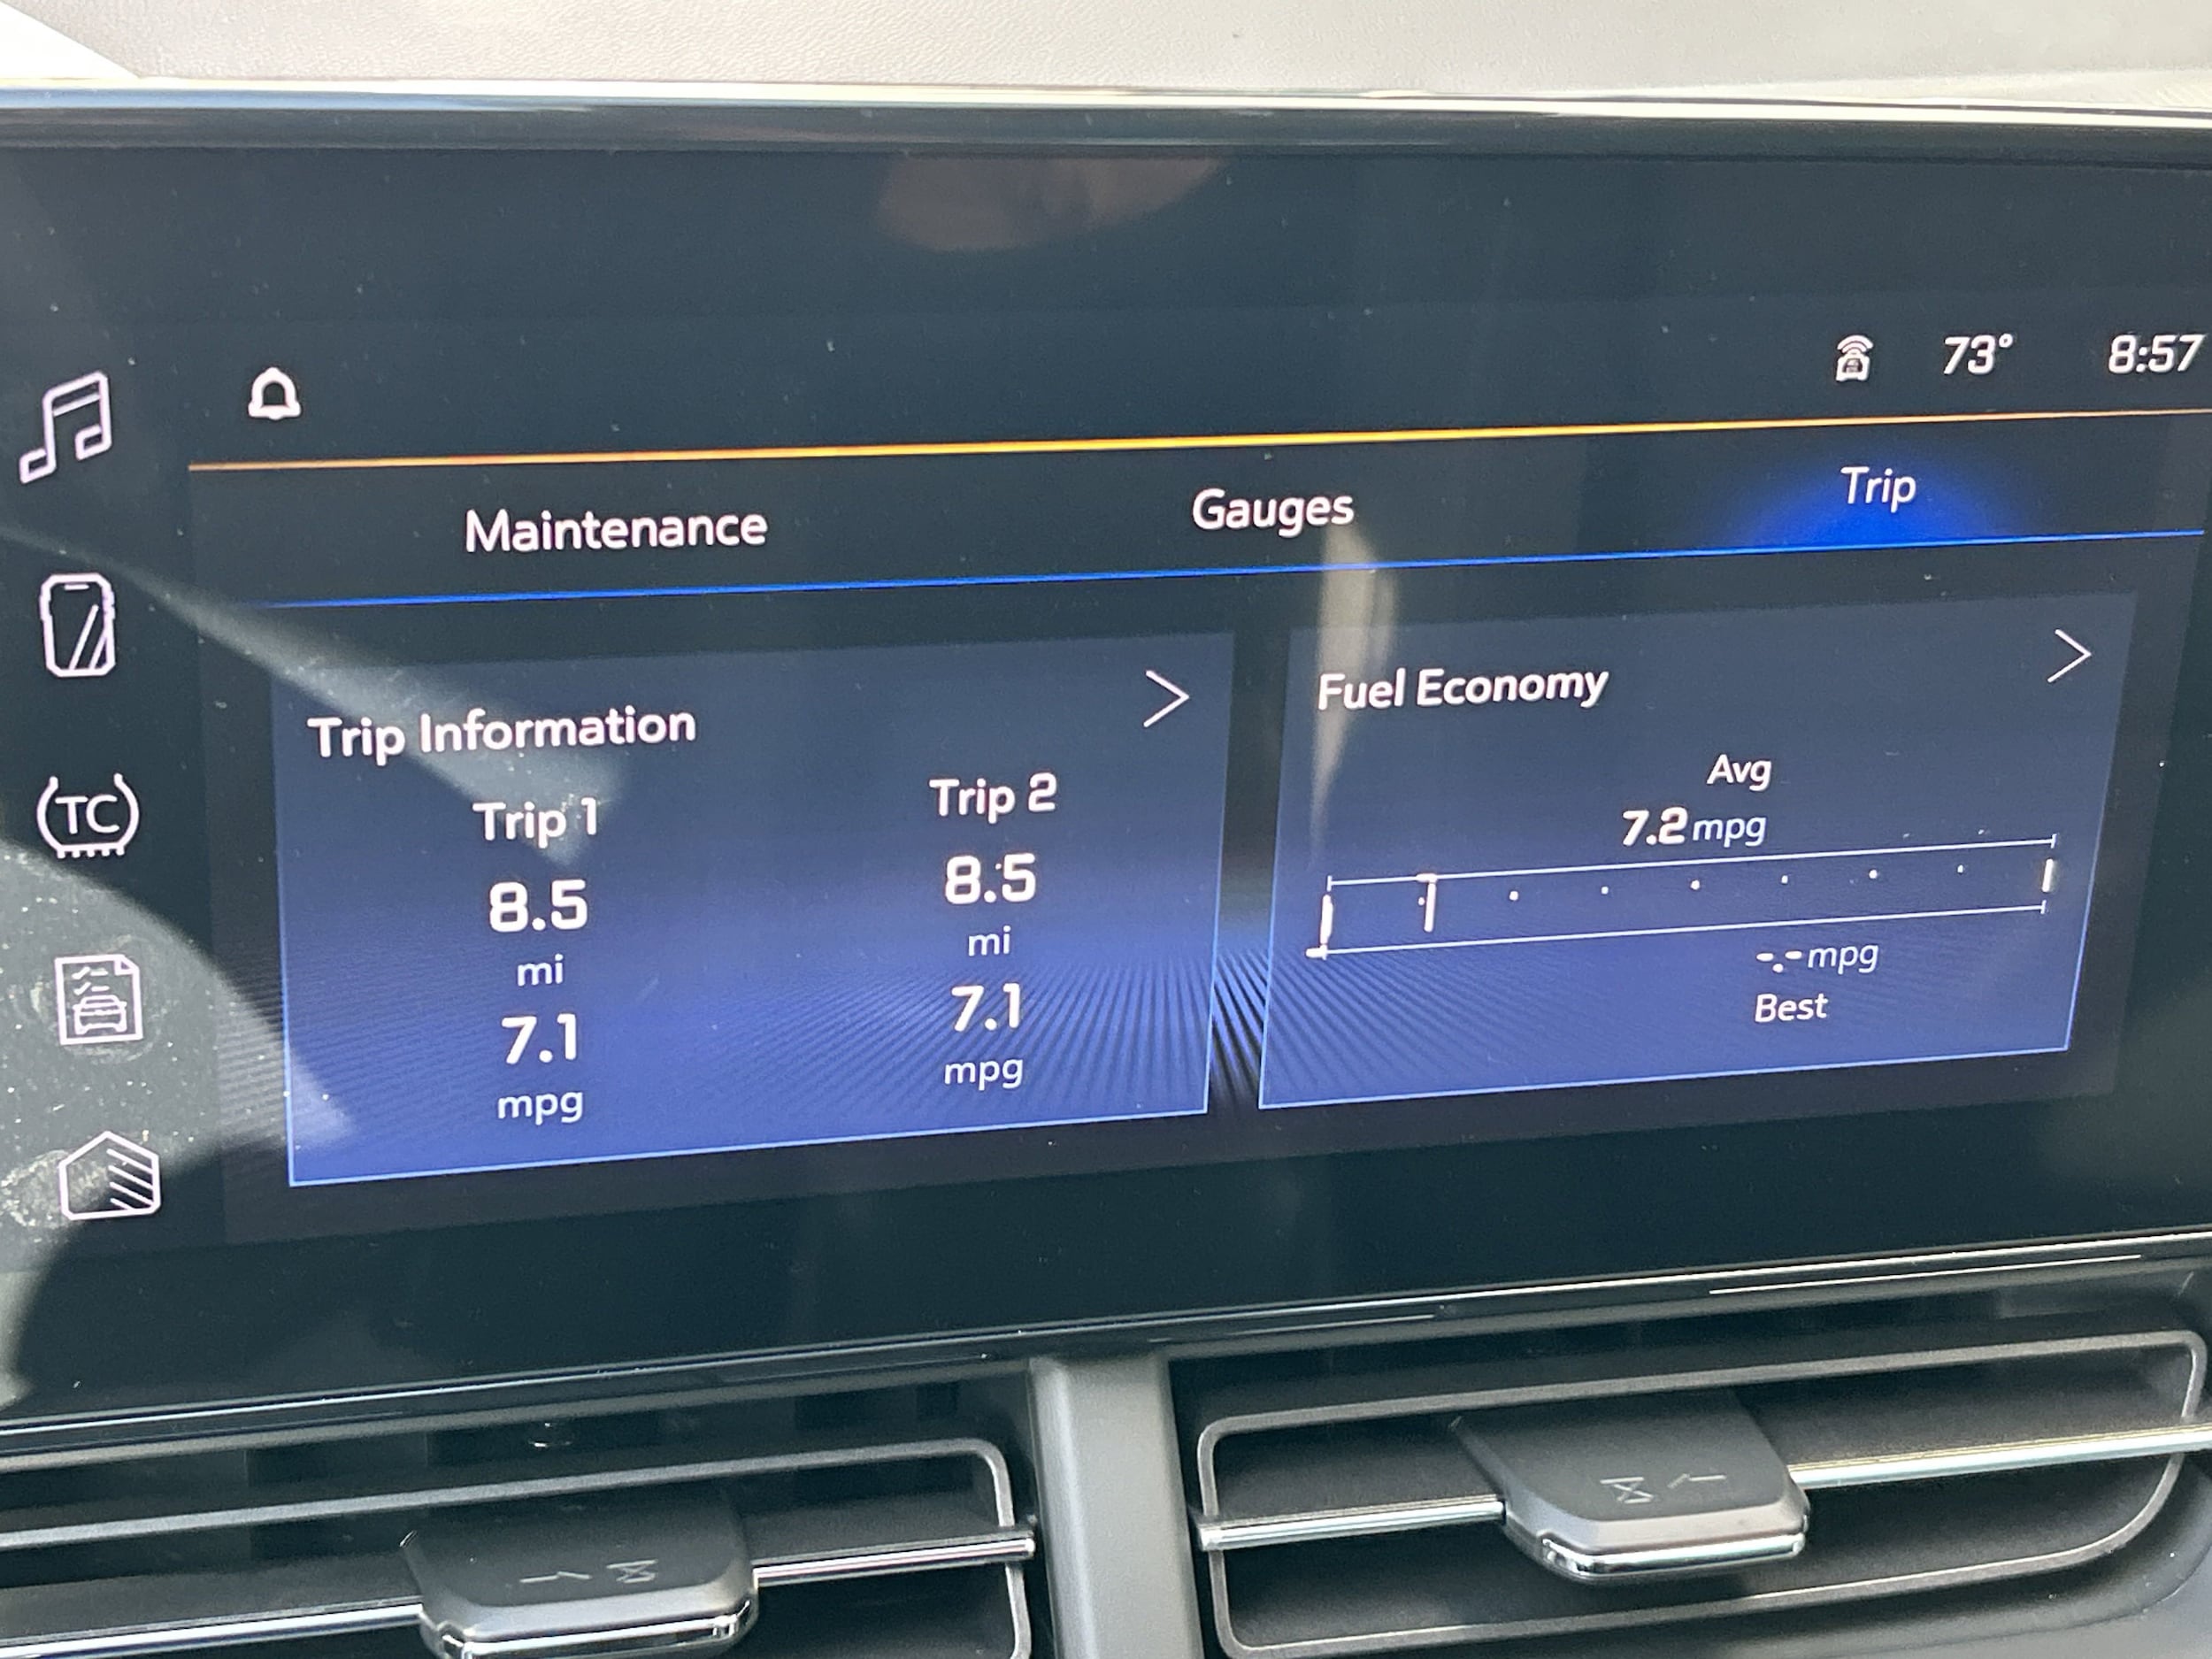 73° 8:57
Maintenance Gauges Trip
Trip Information
Trip 1 Trip 2
8.5 8.5
mi mi
7.1 7.1
mpg mpg
Fuel Economy
Avg
7.2 mpg
-.- mpg
Best
TC